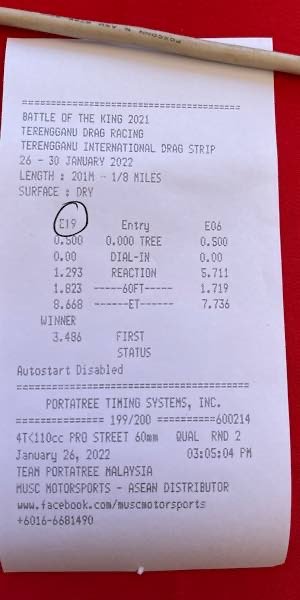 ========================================
BATTLE OF THE KING 2021
TERENGGANU DRAG RACING
TERENGGANU INTERNATIONAL DRAG STRIP
26 - 30 JANUARY 2022
LENGTH : 201M - 1/8 MILES
SURFACE : DRY
E19 Entry E06
0.500 0.000 TREE 0.500
0.00 DIAL-IN 0.00
1.293 REACTION 5.711
1.823 -----60FT----- 1.719
8.668 ------ET------ 7.736
WINNER
3.486 FIRST
STATUS
Autostart Disabled
========================================
PORTATREE TIMING SYSTEMS, INC.
=============== 199/200 ==========600214
4T<110cc PRO STREET 60mm QUAL RND 2
January 26, 2022 03:05:04 PM
TEAM PORTATREE MALAYSIA
MUSC MOTORSPORTS - ASEAN DISTRIBUTOR
www.facebook.com/muscmotorsports
+6016-6681490